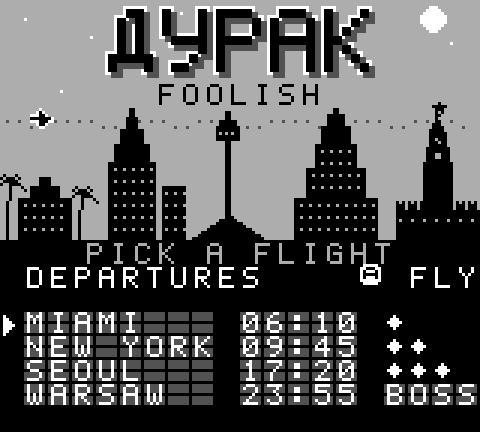 ДУРАК
FOOLISH
PICK A FLIGHT
DEPARTURES A FLY
MIAMI 06:10
NEW YORK 09:45
SEOUL 17:20
WARSAW 23:55 BOSS